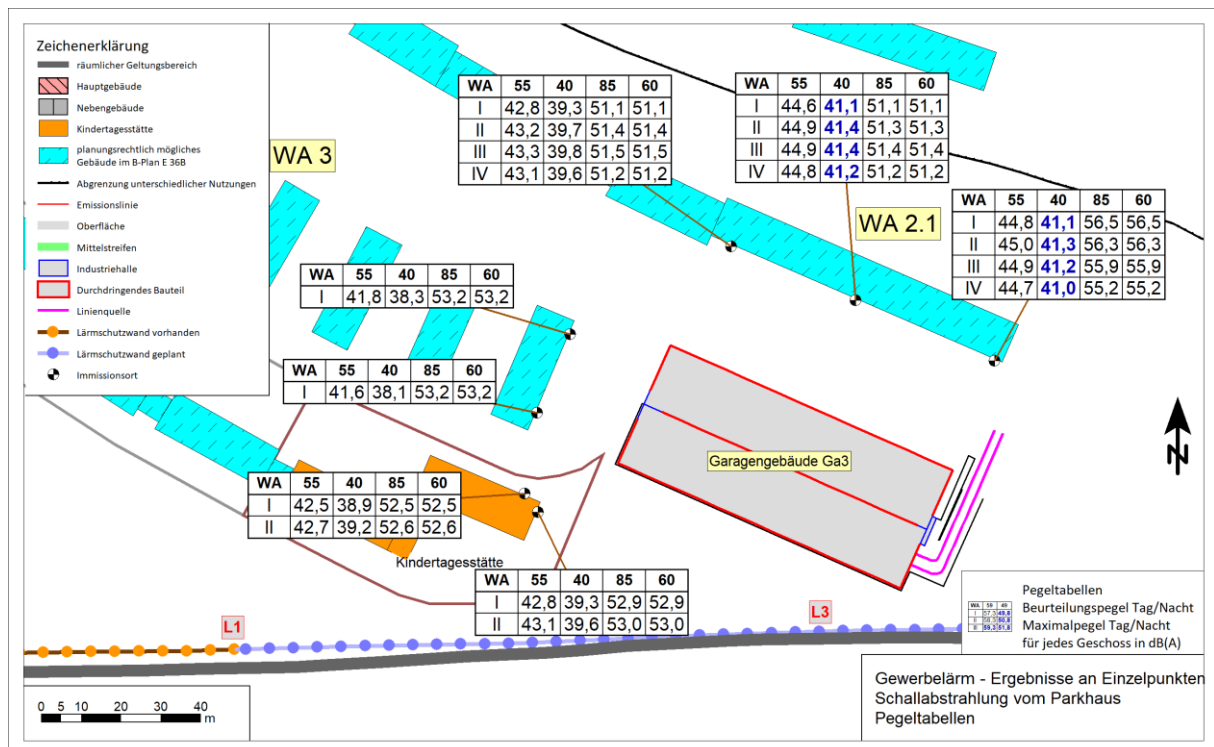 Zeichenerklärung
räumlicher Geltungsbereich
Hauptgebäude
Nebengebäude
Kindertagesstätte
planungsrechtlich mögliches
Gebäude im B-Plan E 36B
Abgrenzung unterschiedlicher Nutzungen
Emissionslinie
Oberfläche
Mittelstreifen
Industriehalle
Durchdringendes Bauteil
Linienquelle
Lärmschutzwand vorhanden
Lärmschutzwand geplant
Immissionsort
WA 3
WA 55 40 85 60
I 42,8 39,3 51,1 51,1
II 43,2 39,7 51,4 51,4
III 43,3 39,8 51,5 51,5
IV 43,1 39,6 51,2 51,2
WA 55 40 85 60
I 44,6 41,1 51,1 51,1
II 44,9 41,4 51,3 51,3
III 44,9 41,4 51,4 51,4
IV 44,8 41,2 51,2 51,2
WA 2.1
WA 55 40 85 60
I 44,8 41,1 56,5 56,5
II 45,0 41,3 56,3 56,3
III 44,9 41,2 55,9 55,9
IV 44,7 41,0 55,2 55,2
WA 55 40 85 60
I 41,8 38,3 53,2 53,2
WA 55 40 85 60
I 41,6 38,1 53,2 53,2
Garagengebäude Ga3
N
WA 55 40 85 60
I 42,5 38,9 52,5 52,5
II 42,7 39,2 52,6 52,6
Kindertagesstätte
WA 55 40 85 60
I 42,8 39,3 52,9 52,9
II 43,1 39,6 53,0 53,0
L1
L3
Pegeltabellen
Beurteilungspegel Tag/Nacht
Maximalpegel Tag/Nacht
für jedes Geschoss in dB(A)
Gewerbelärm - Ergebnisse an Einzelpunkten
Schallabstrahlung vom Parkhaus
Pegeltabellen
0 5 10 20 30 40
m